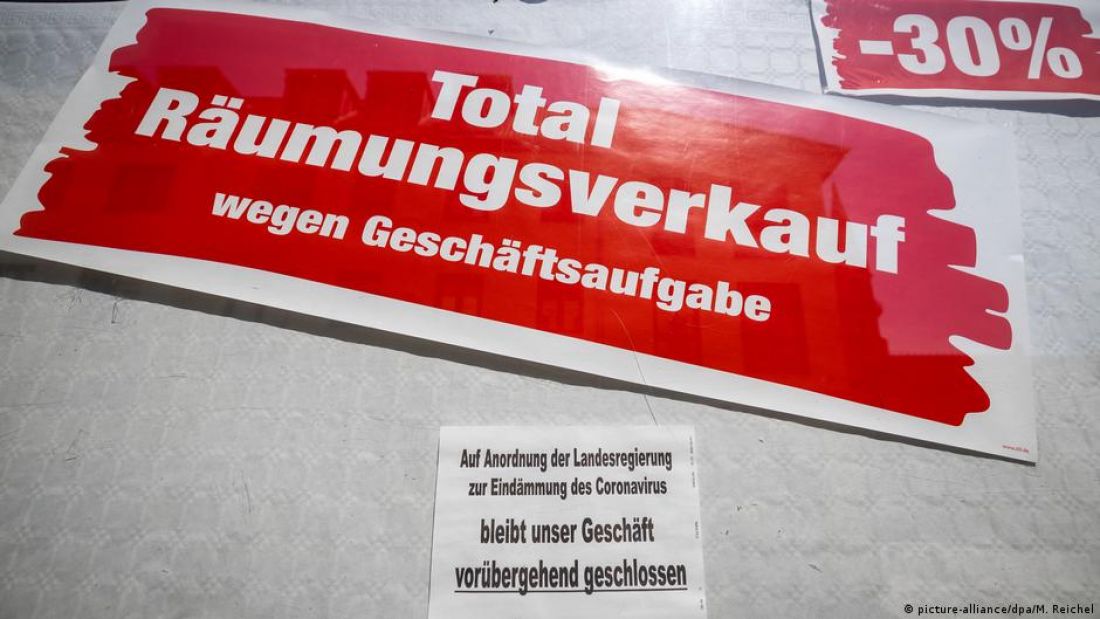 -30%
Total
Räumungsverkauf
wegen Geschäftsaufgabe
Auf Anordnung der Landesregierung
zur Eindämmung des Coronavirus
bleibt unser Geschäft
vorübergehend geschlossen
© picture-alliance/dpa/M. Reichel